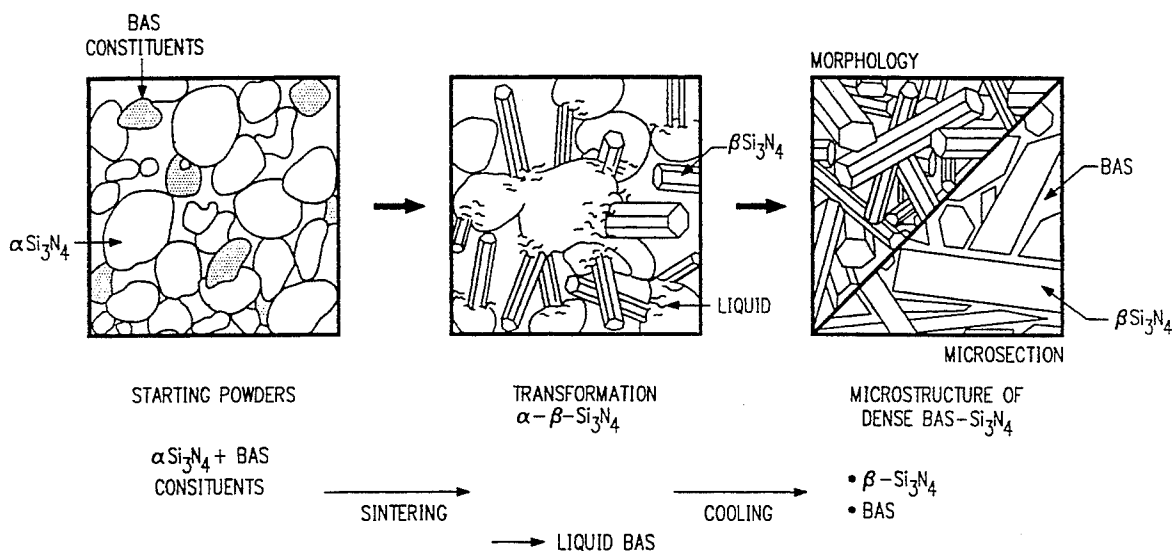 BAS
CONSTITUENTS
αSi₃N₄
STARTING POWDERS
αSi₃N₄ + BAS
CONSITUENTS
SINTERING
βSi₃N₄
LIQUID
TRANSFORMATION
α-β-Si₃N₄
LIQUID BAS
COOLING
MORPHOLOGY
BAS
βSi₃N₄
MICROSECTION
MICROSTRUCTURE OF
DENSE BAS-Si₃N₄
• β-Si₃N₄
• BAS